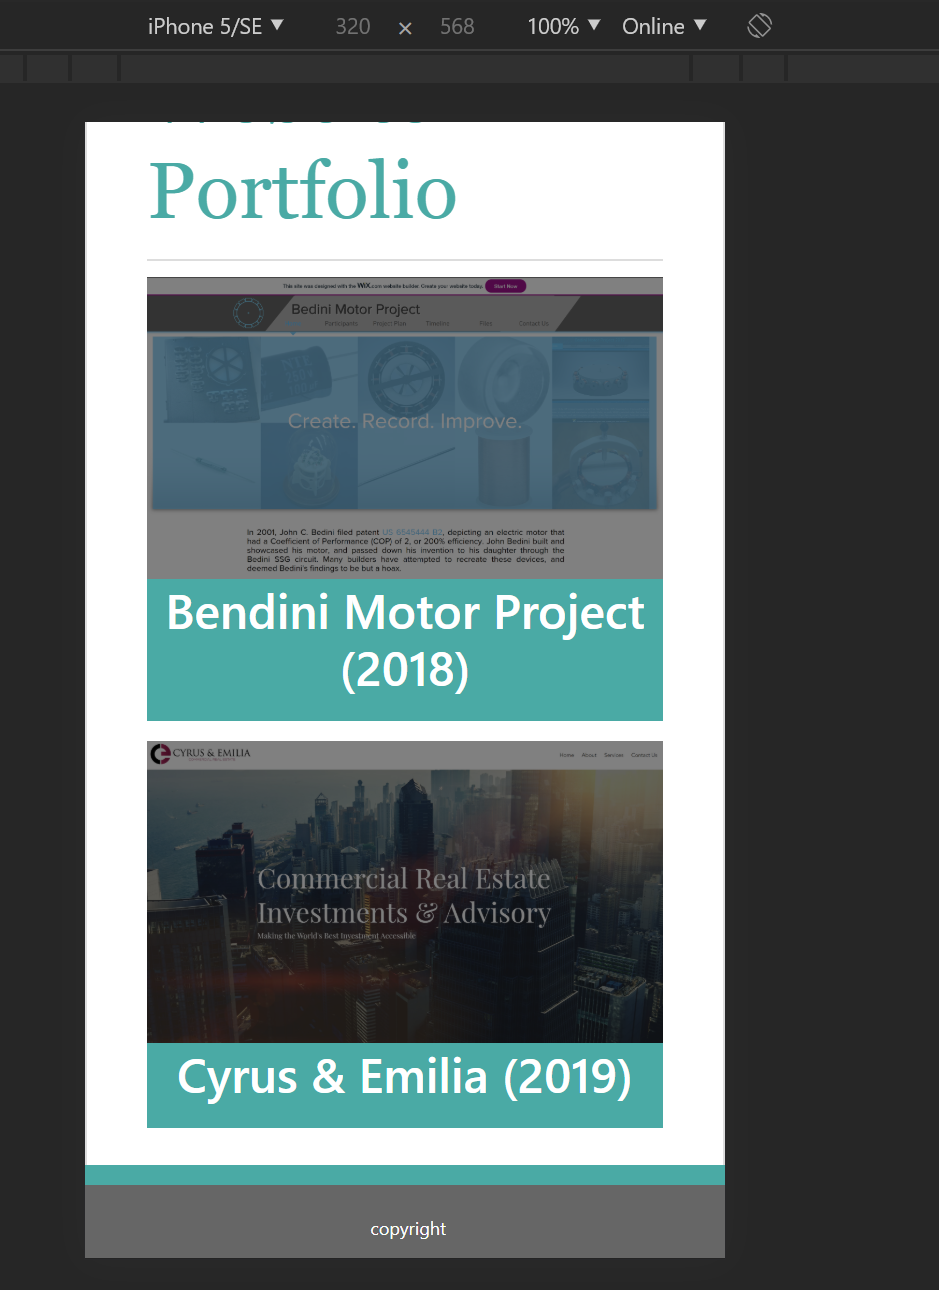 iPhone 5/SE ▼ 320 × 568 100% ▼ Online ▼
Portfolio
This site was designed with the WiX.com website builder. Create your website today. Start Now
Bedini Motor Project
Participants Project Plan Timeline Files Contact Us
Create. Record. Improve.
In 2001, John C. Bedini filed patent US 6545444 B2, depicting an electric motor that
had a Coefficient of Performance (COP) of 2, or 200% efficiency. John Bedini built and
showcased his motor, and passed down his invention to his daughter through the
Bedini SSG circuit. Many builders have attempted to recreate these devices, and
deemed Bedini's findings to be but a hoax.
Bendini Motor Project
(2018)
CYRUS & EMILIA
Home About Services Contact Us
Commercial Real Estate
Investments & Advisory
Making the World's Best Investment Accessible
Cyrus & Emilia (2019)
copyright